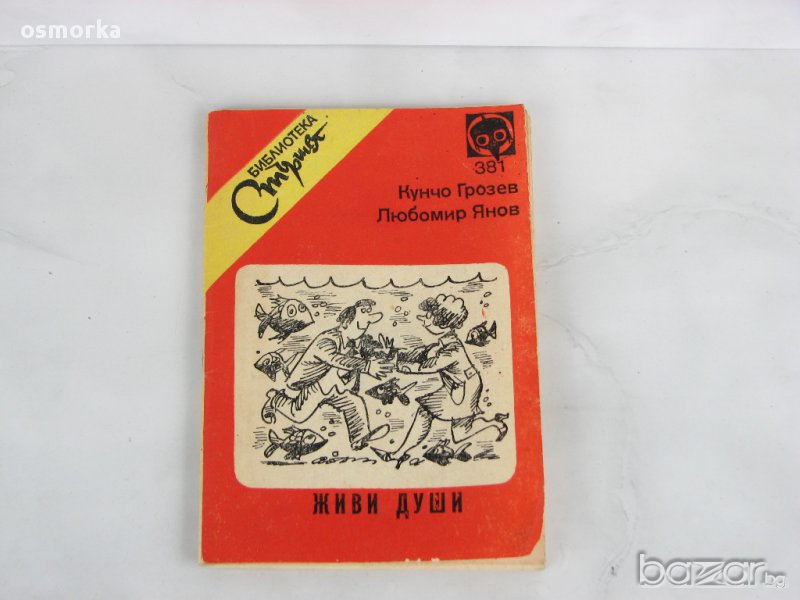 osmorka
БИБЛИОТЕКА
Стършел
381
Кунчо Грозев
Любомир Янов
ЖИВИ ДУШИ
bazar.bg